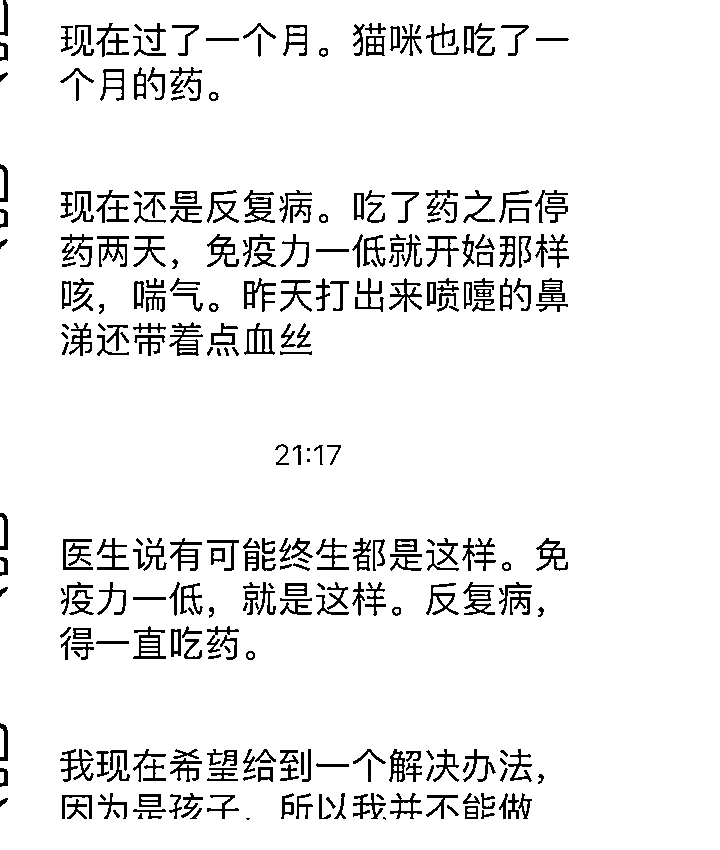 现在过了一个月。猫咪也吃了一
个月的药。
现在还是反复病。吃了药之后停
药两天，免疫力一低就开始那样
咳，喘气。昨天打出来喷嚏的鼻
涕还带着点血丝
21:17
医生说有可能终生都是这样。免
疫力一低，就是这样。反复病，
得一直吃药。
我现在希望给到一个解决办法，
因为是孩子，所以我并不能做